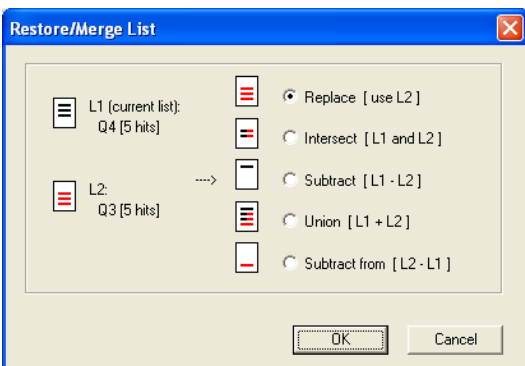 Restore/Merge List
L1 (current list):
Q4 [5 hits]
L2:
Q3 [5 hits]
---->
Replace [ use L2 ]
Intersect [ L1 and L2 ]
Subtract [ L1 - L2 ]
Union [ L1 + L2 ]
Subtract from [ L2 - L1 ]
OK
Cancel